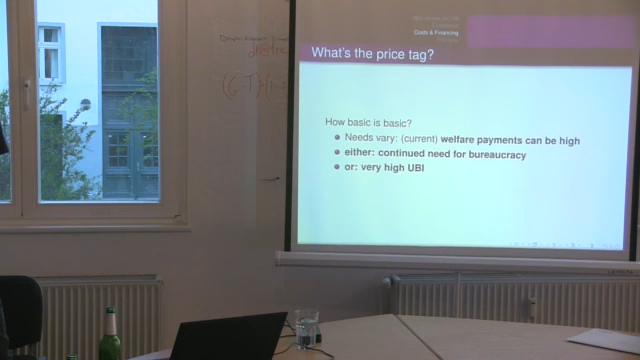 Costs & Financing
What's the price tag?
How basic is basic?
Needs vary: (current) welfare payments can be high
either: continued need for bureaucracy
or: very high UBI